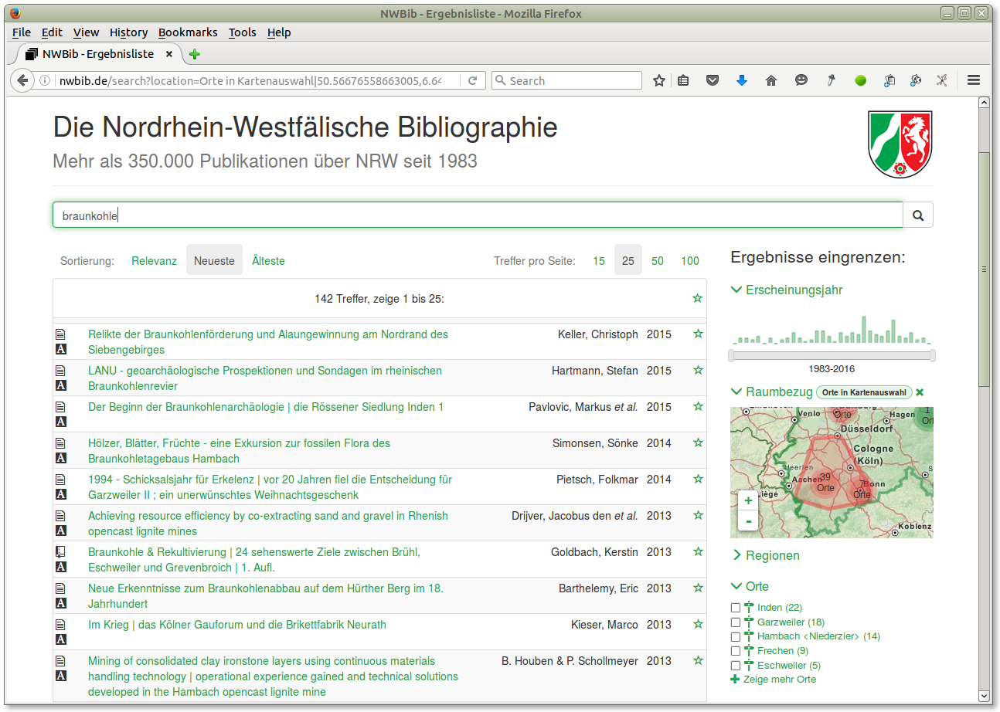 NWBib - Ergebnisliste - Mozilla Firefox
File Edit View History Bookmarks Tools Help
NWBib - Ergebnisliste
nwbib.de/search?location=Orte in Kartenauswahl|50.56676558663005,6.64
Search
Die Nordrhein-Westfälische Bibliographie
Mehr als 350.000 Publikationen über NRW seit 1983
braunkohle
Sortierung: Relevanz Neueste Älteste Treffer pro Seite: 15 25 50 100
142 Treffer, zeige 1 bis 25:
Relikte der Braunkohlenförderung und Alaungewinnung am Nordrand des Keller, Christoph 2015
A Siebengebirges
LANU - geoarchäologische Prospektionen und Sondagen im rheinischen Hartmann, Stefan 2015
A Braunkohlenrevier
Der Beginn der Braunkohlenarchäologie | die Rössener Siedlung Inden 1 Pavlovic, Markus et al. 2015
A
Hölzer, Blätter, Früchte - eine Exkursion zur fossilen Flora des Simonsen, Sönke 2014
A Braunkohletagebaus Hambach
1994 - Schicksalsjahr für Erkelenz | vor 20 Jahren fiel die Entscheidung für Pietsch, Folkmar 2014
A Garzweiler II ; ein unerwünschtes Weihnachtsgeschenk
Achieving resource efficiency by co-extracting sand and gravel in Rhenish Drijver, Jacobus den et al. 2013
A opencast lignite mines
Braunkohle & Rekultivierung | 24 sehenswerte Ziele zwischen Brühl, Goldbach, Kerstin 2013
A Eschweiler und Grevenbroich | 1. Aufl.
Neue Erkenntnisse zum Braunkohlenabbau auf dem Hürther Berg im 18. Barthelemy, Eric 2013
A Jahrhundert
Im Krieg | das Kölner Gauforum und die Brikettfabrik Neurath Kieser, Marco 2013
A
Mining of consolidated clay ironstone layers using continuous materials B. Houben & P. Schollmeyer 2013
A handling technology | operational experience gained and technical solutions
developed in the Hambach opencast lignite mine
Ergebnisse eingrenzen:
Erscheinungsjahr
1983-2016
Raumbezug Orte in Kartenauswahl
Venlo
Orte
Hagen
1
Ort
Düsseldorf
Cologne
(Köln)
Heerlen
Aachen
39
Orte
7
Bonn
Orte
Liège
Koblenz
+
-
Regionen
Orte
Inden (22)
Garzweiler (18)
Hambach <Niederzier> (14)
Frechen (9)
Eschweiler (5)
Zeige mehr Orte